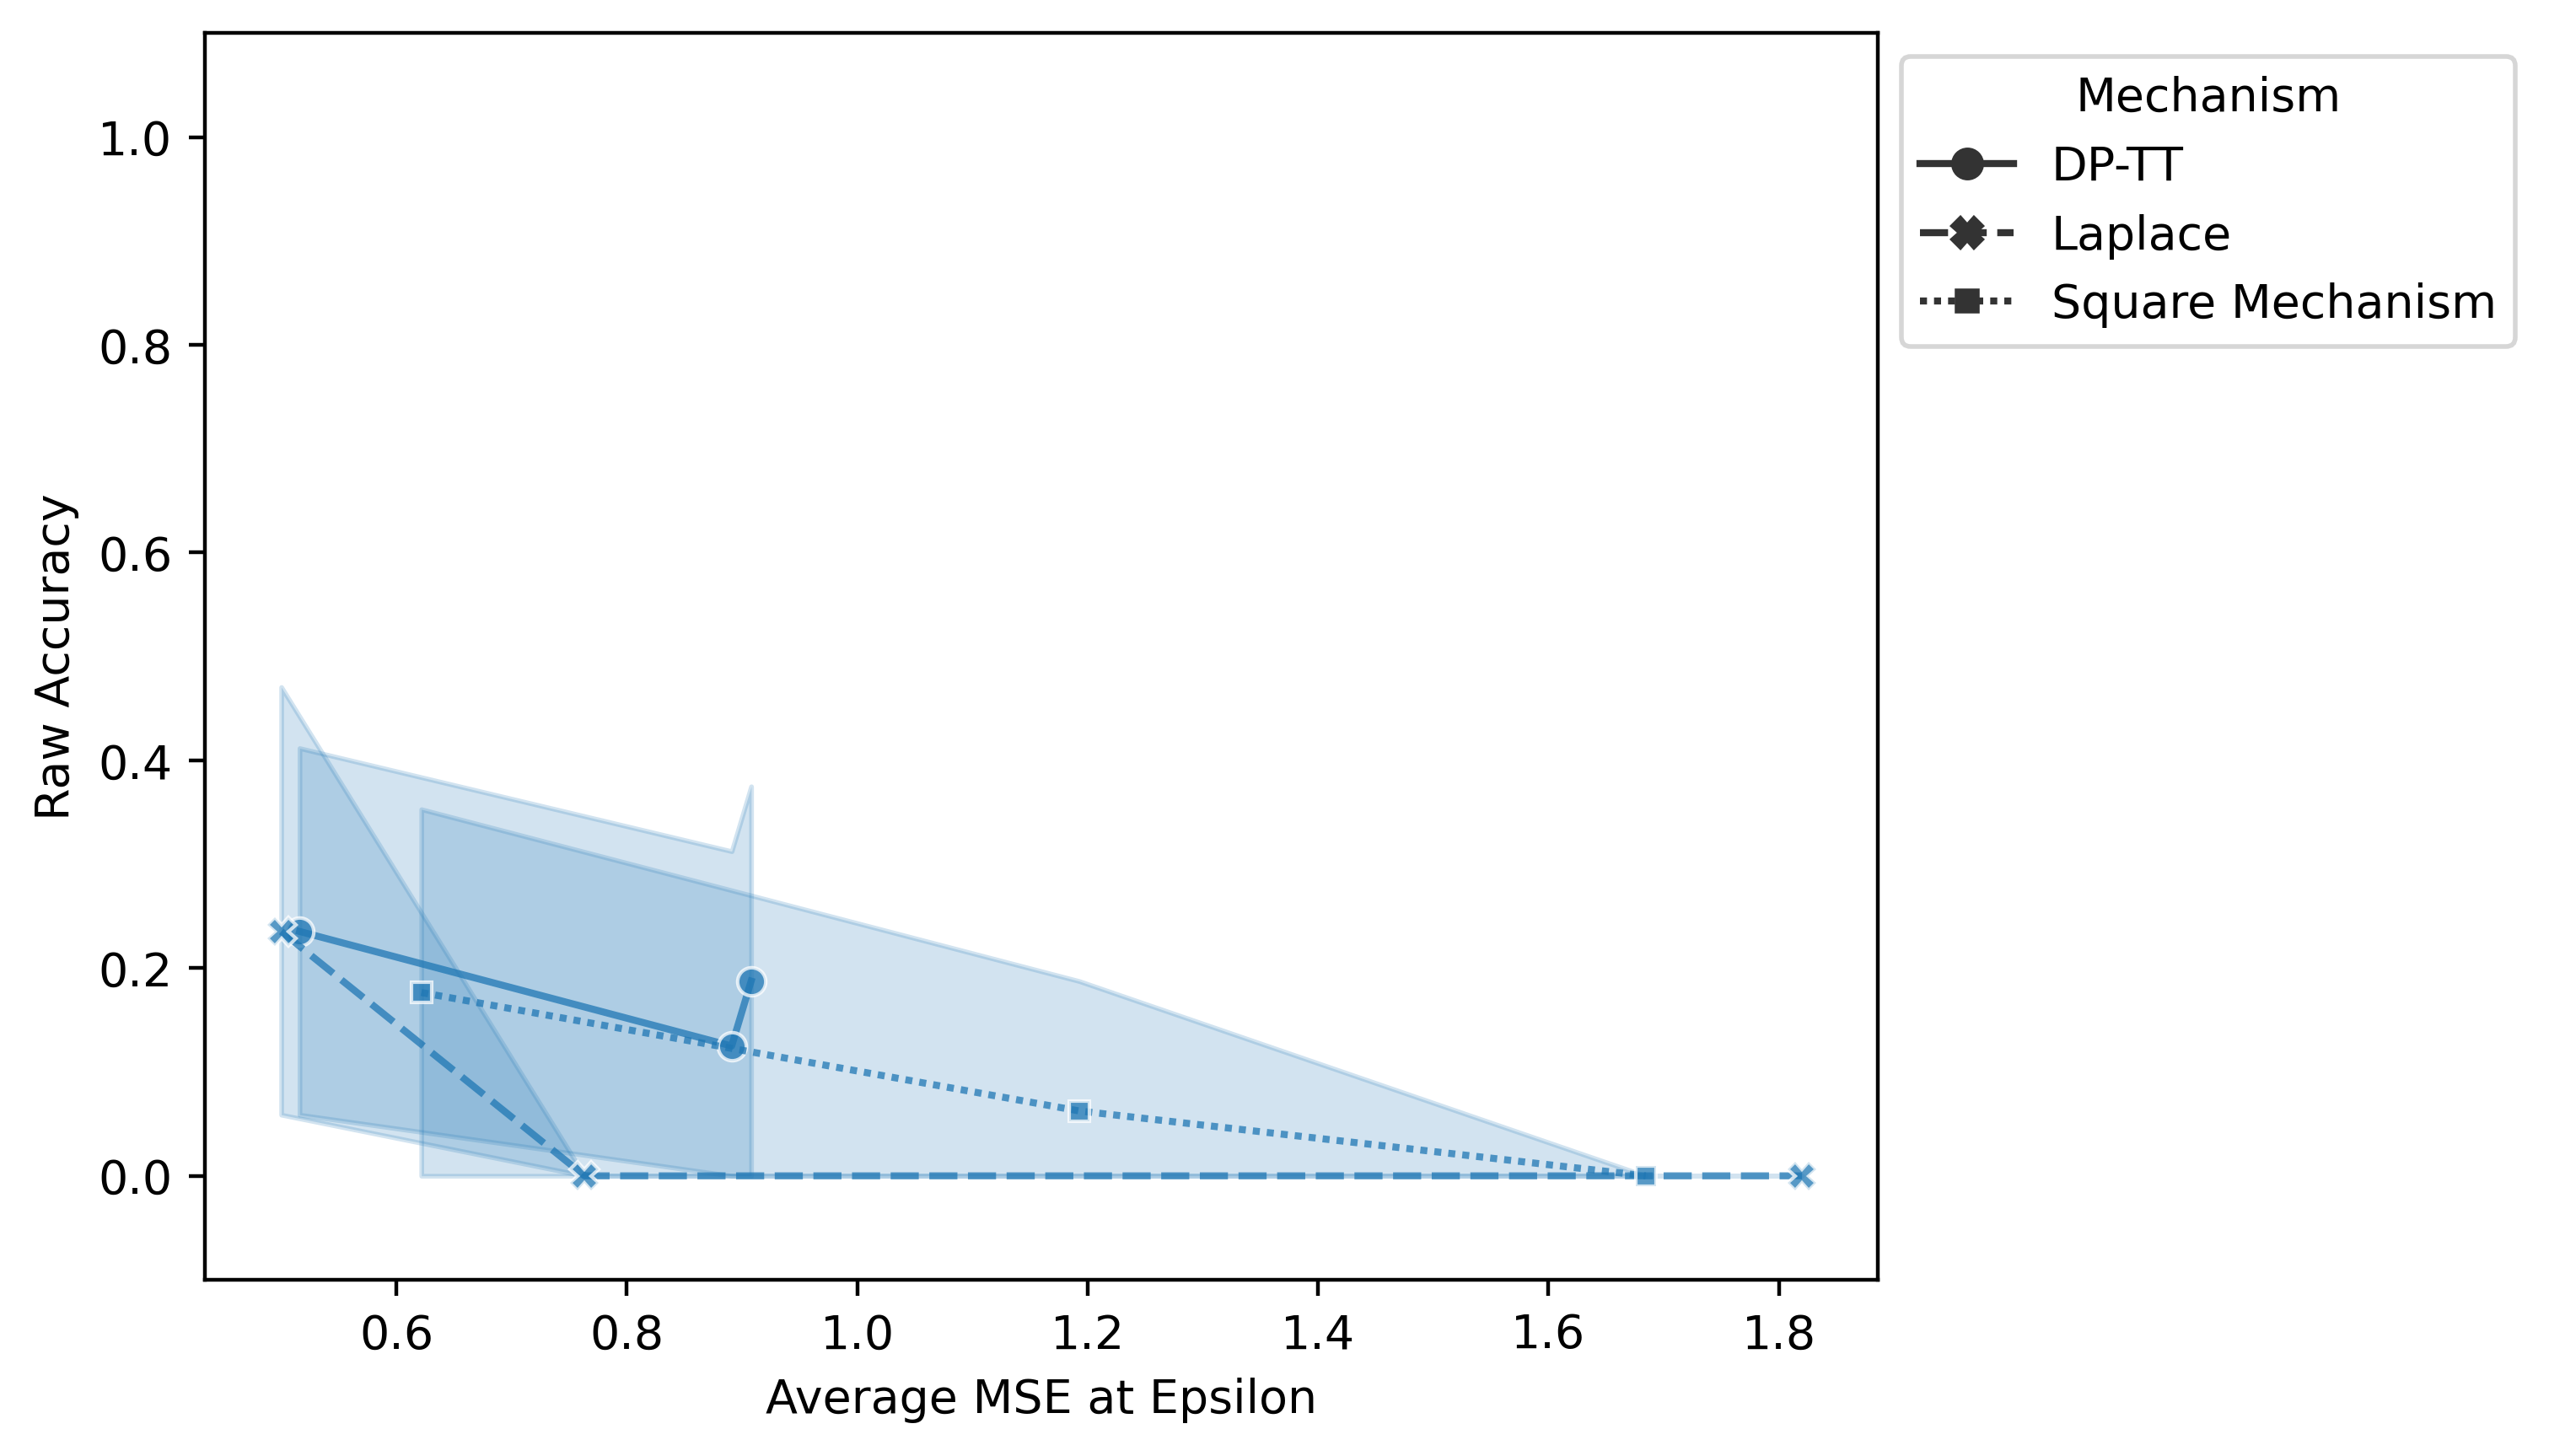 Mechanism
DP-TT
Laplace
Square Mechanism
Raw Accuracy
1.0
0.8
0.6
0.4
0.2
0.0
0.6 0.8 1.0 1.2 1.4 1.6 1.8
Average MSE at Epsilon